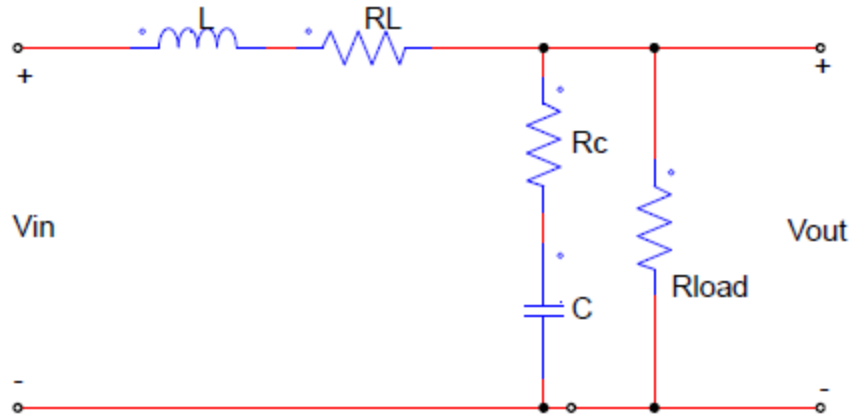 L RL
+ +
Rc
Vin Vout
Rload
C
- -